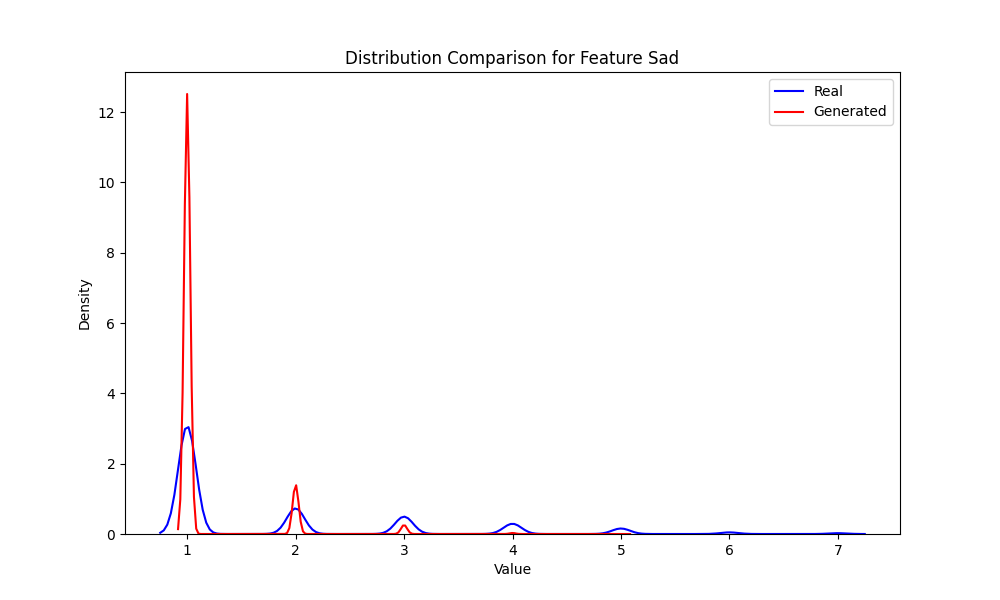 Distribution Comparison for Feature Sad
Real
Generated
Density
12
10
8
6
4
2
0
1 2 3 4 5 6 7
Value